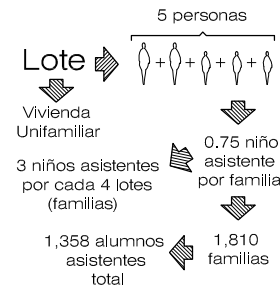 5 personas
Lote
+ + + +
Vivienda
Unifamiliar
0.75 niño
asistente
por familia
3 niños asistentes
por cada 4 lotes
(familias)
1,358 alumnos
asistentes
total
1,810
familias